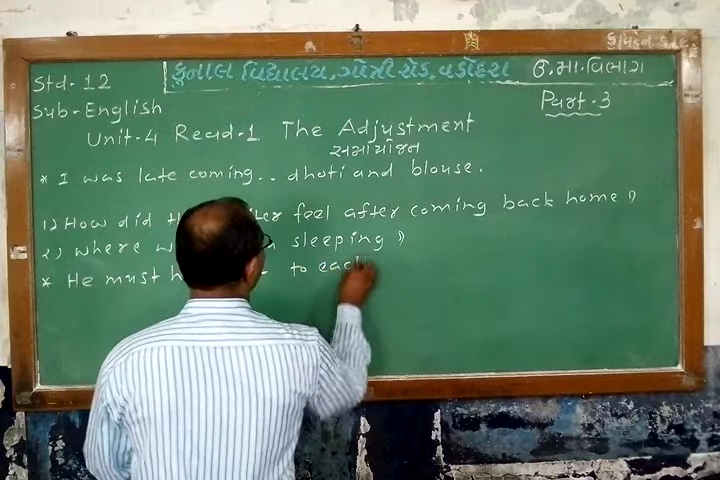 કુનાલ વિદ્યાલય, ગોત્રી રોડ, વડોદરા ઉ.મા. વિભાગ
Std. 12
Sub - English
Part - 3
Unit - 4 Read - 1 The Adjustment
સમાયોજન
* I was late coming.. dhoti and blouse.
1) How did feel after coming back home?
2) where sleeping?
* He must to each